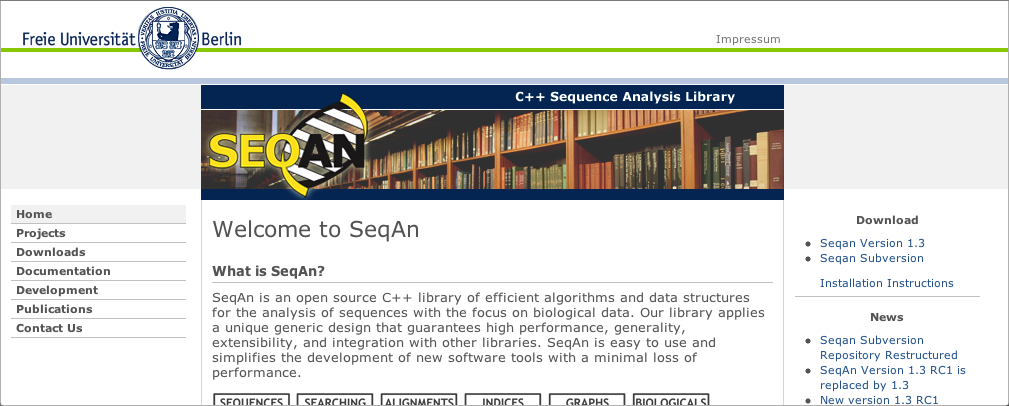 Freie Universität Berlin
Impressum
C++ Sequence Analysis Library
SEQAN
Home
Projects
Downloads
Documentation
Development
Publications
Contact Us
Welcome to SeqAn
What is SeqAn?
SeqAn is an open source C++ library of efficient algorithms and data structures
for the analysis of sequences with the focus on biological data. Our library applies
a unique generic design that guarantees high performance, generality,
extensibility, and integration with other libraries. SeqAn is easy to use and
simplifies the development of new software tools with a minimal loss of
performance.
SEQUENCES SEARCHING ALIGNMENTS INDICES GRAPHS BIOLOGICALS
Download
Seqan Version 1.3
Seqan Subversion
Installation Instructions
News
Seqan Subversion
Repository Restructured
SeqAn Version 1.3 RC1 is
replaced by 1.3
New version 1.3 RC1